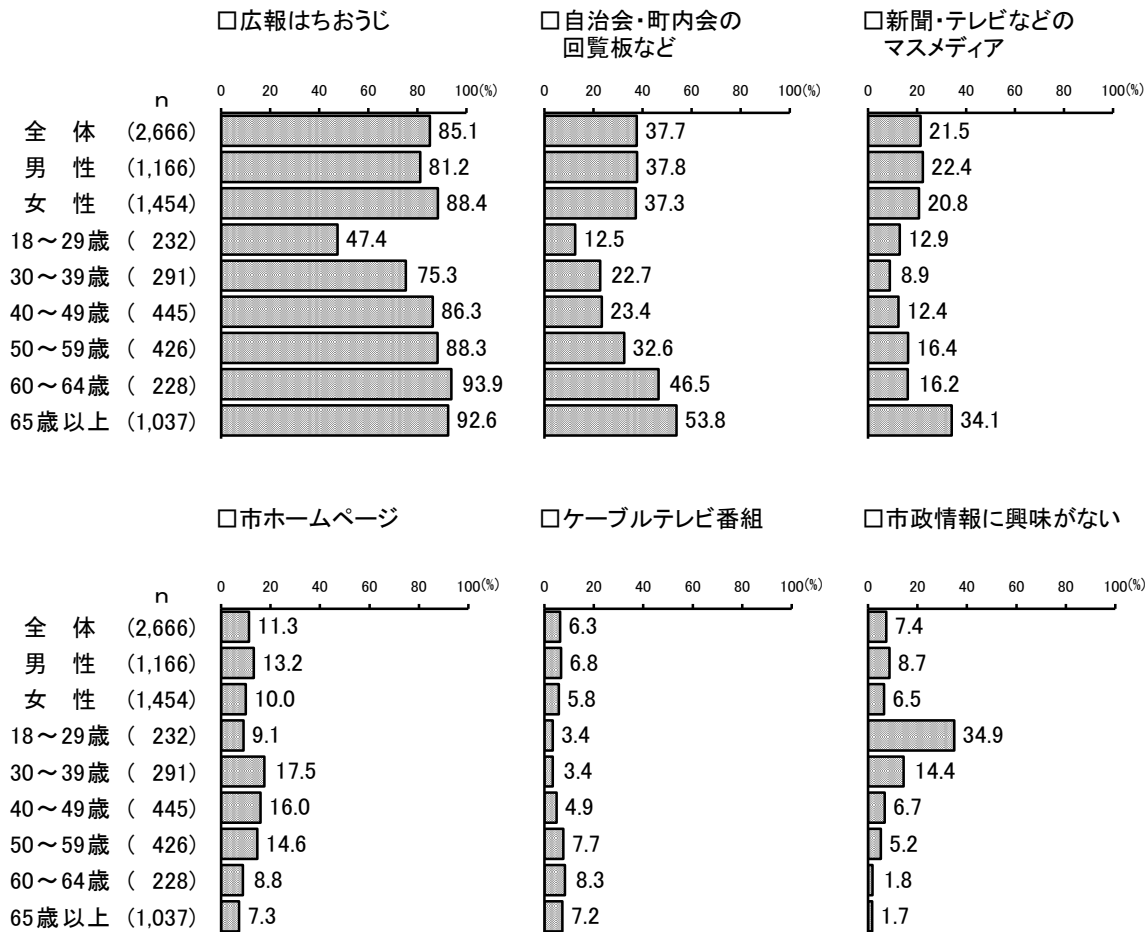 □広報はちおうじ
□自治会・町内会の
回覧板など
□新聞・テレビなどの
マスメディア
n 0 20 40 60 80 100(%) 0 20 40 60 80 100(%) 0 20 40 60 80 100(%)
全 体 (2,666) 85.1 37.7 21.5
男 性 (1,166) 81.2 37.8 22.4
女 性 (1,454) 88.4 37.3 20.8
18～29歳 ( 232) 47.4 12.5 12.9
30～39歳 ( 291) 75.3 22.7 8.9
40～49歳 ( 445) 86.3 23.4 12.4
50～59歳 ( 426) 88.3 32.6 16.4
60～64歳 ( 228) 93.9 46.5 16.2
65歳以上 (1,037) 92.6 53.8 34.1
□市ホームページ □ケーブルテレビ番組 □市政情報に興味がない
n 0 20 40 60 80 100(%) 0 20 40 60 80 100(%) 0 20 40 60 80 100(%)
全 体 (2,666) 11.3 6.3 7.4
男 性 (1,166) 13.2 6.8 8.7
女 性 (1,454) 10.0 5.8 6.5
18～29歳 ( 232) 9.1 3.4 34.9
30～39歳 ( 291) 17.5 3.4 14.4
40～49歳 ( 445) 16.0 4.9 6.7
50～59歳 ( 426) 14.6 7.7 5.2
60～64歳 ( 228) 8.8 8.3 1.8
65歳以上 (1,037) 7.3 7.2 1.7